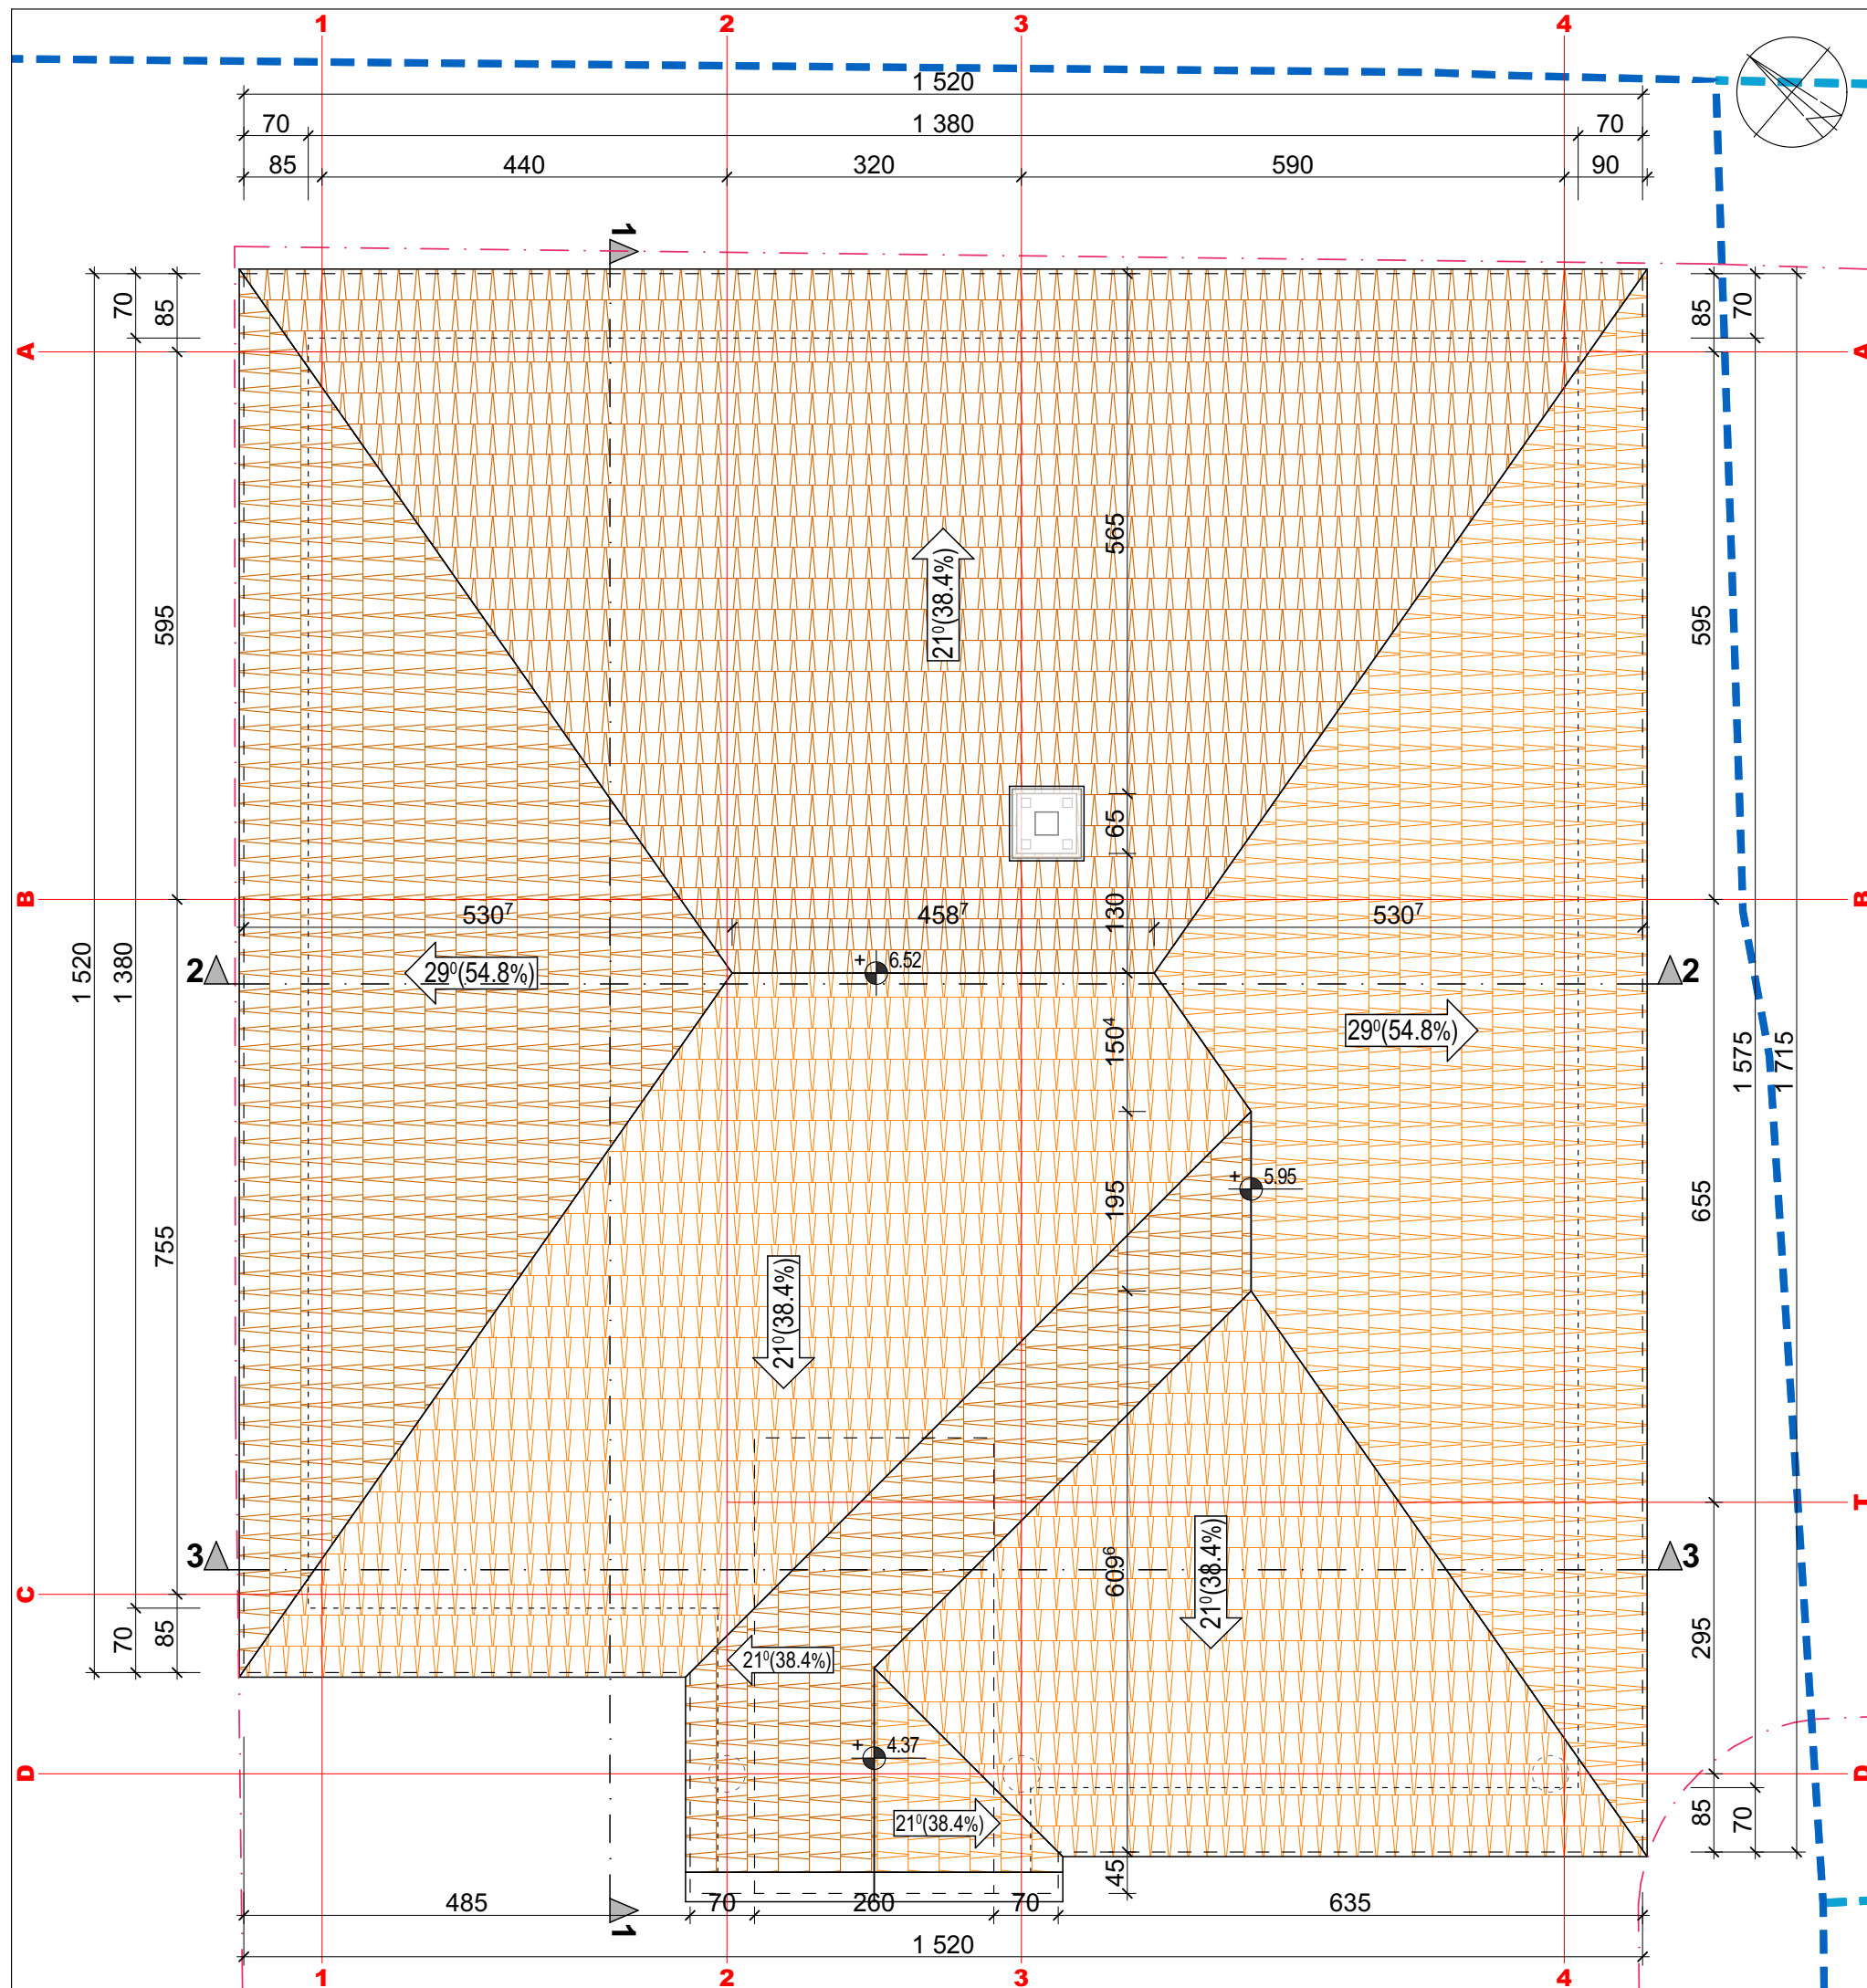 1 2 3 4
1 520
70 1 380 70
85 440 320 590 90
1
70 85 85 70
A A
595 565 595
21⁰(38.4%)
65
B 130 B
530⁷ 458⁷ 530⁷
+ 6.52
2 29⁰(54.8%) 2
1 520 1 380 150⁴ 29⁰(54.8%) 1 575 1 715
+ 5.95
755 195 655
21⁰(38.4%)
T
3 609⁶ 21⁰(38.4%) 3
C
70 85 295
21⁰(38.4%)
+ 4.37
D D
21⁰(38.4%) 85 70
45
485 70 260 70 635
1
1 520
1 2 3 4